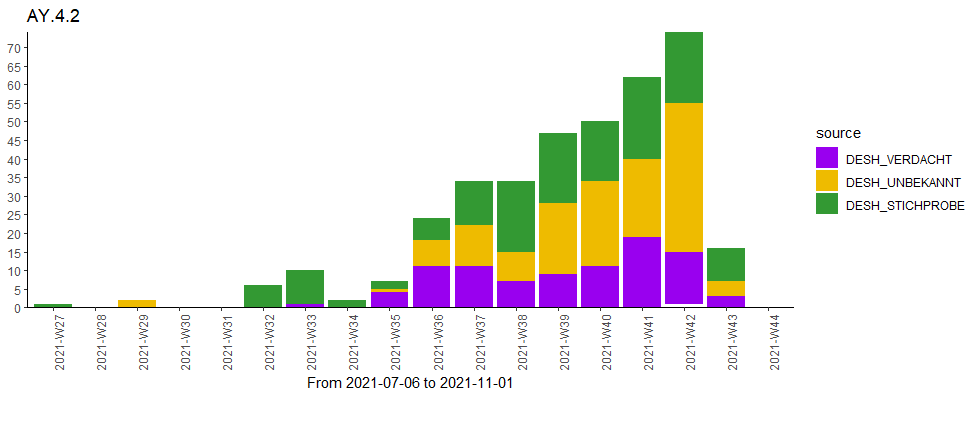 AY.4.2
70
65
60
55
50
45
40
35
30
25
20
15
10
5
0
2021-W27
2021-W28
2021-W29
2021-W30
2021-W31
2021-W32
2021-W33
2021-W34
2021-W35
2021-W36
2021-W37
2021-W38
2021-W39
2021-W40
2021-W41
2021-W42
2021-W43
2021-W44
From 2021-07-06 to 2021-11-01
source
DESH_VERDACHT
DESH_UNBEKANNT
DESH_STICHPROBE